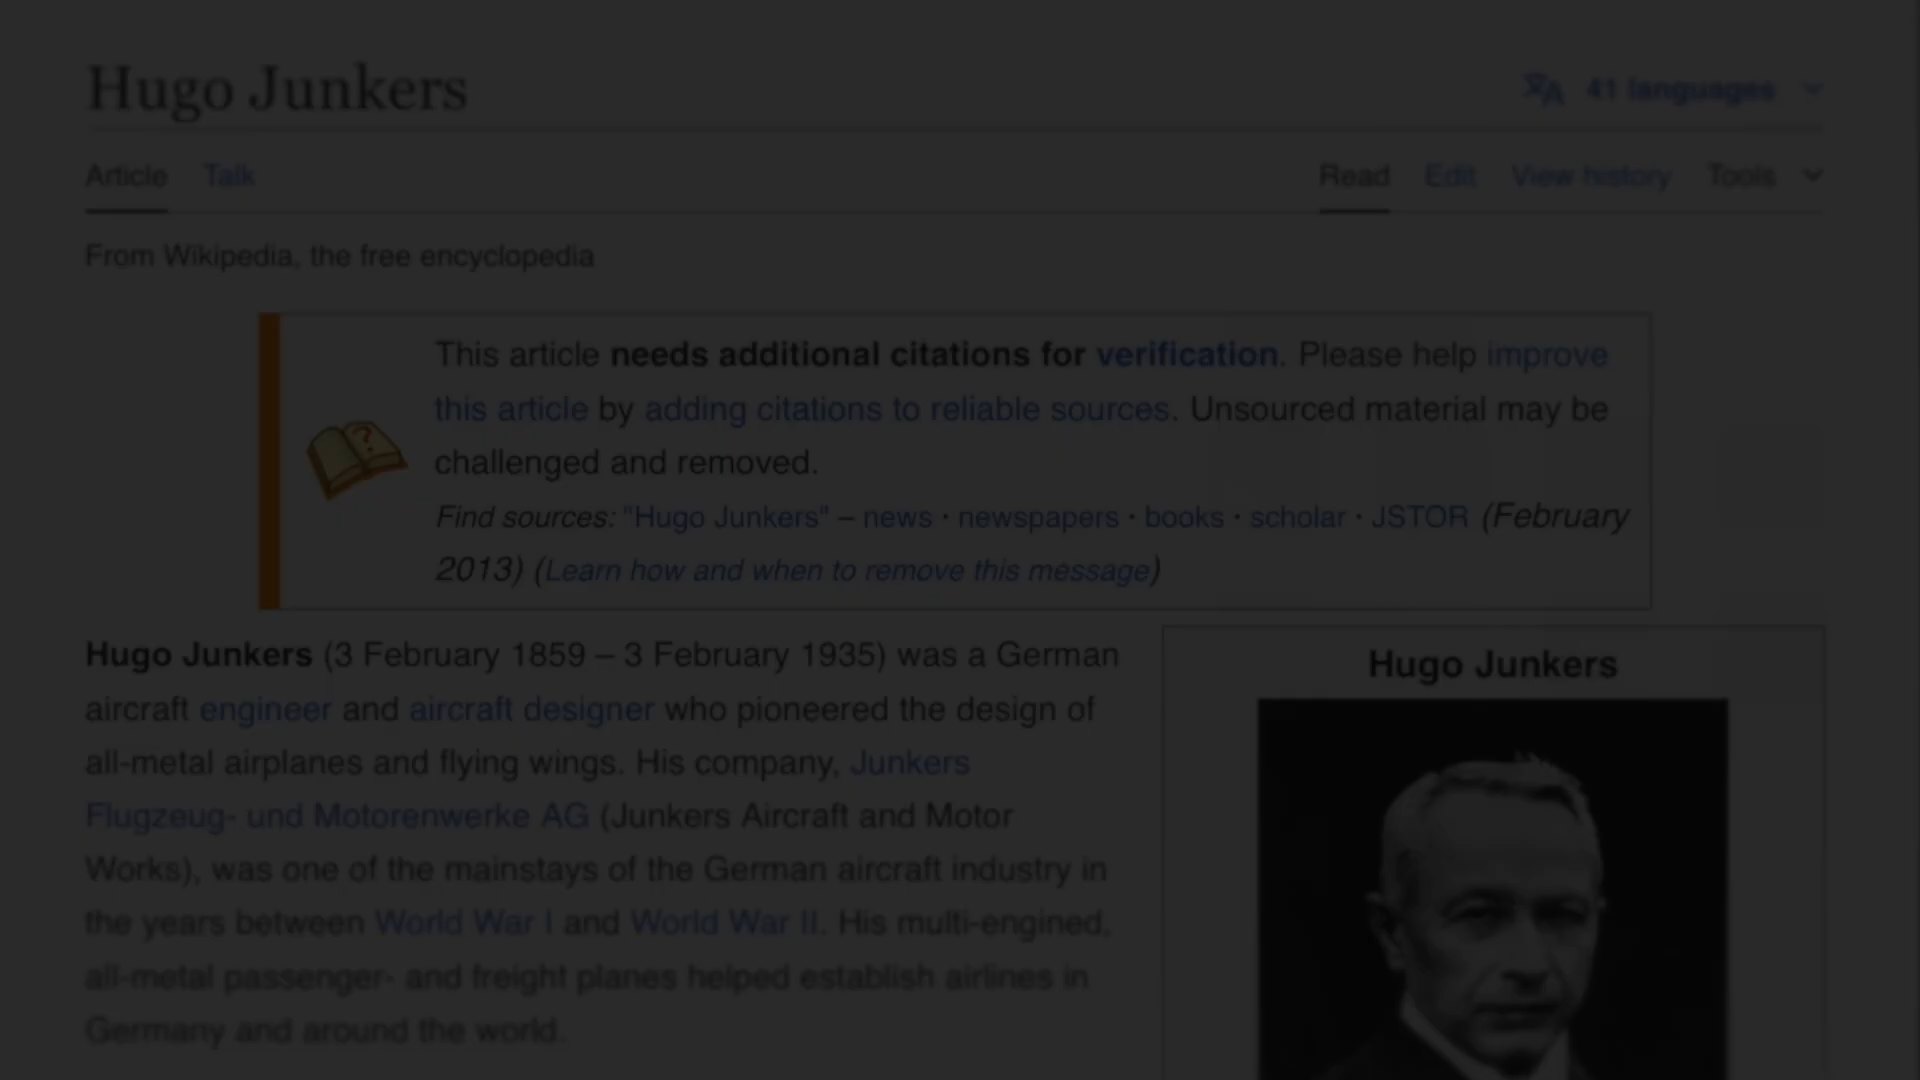 Hugo Junkers
41 languages
Article Talk
Read Edit View history Tools
From Wikipedia, the free encyclopedia
This article needs additional citations for verification. Please help improve
this article by adding citations to reliable sources. Unsourced material may be
challenged and removed.
Find sources: "Hugo Junkers" – news · newspapers · books · scholar · JSTOR (February
2013) (Learn how and when to remove this message)
Hugo Junkers (3 February 1859 – 3 February 1935) was a German
aircraft engineer and aircraft designer who pioneered the design of
all-metal airplanes and flying wings. His company, Junkers
Flugzeug- und Motorenwerke AG (Junkers Aircraft and Motor
Works), was one of the mainstays of the German aircraft industry in
the years between World War I and World War II. His multi-engined,
all-metal passenger- and freight planes helped establish airlines in
Germany and around the world.
Hugo Junkers